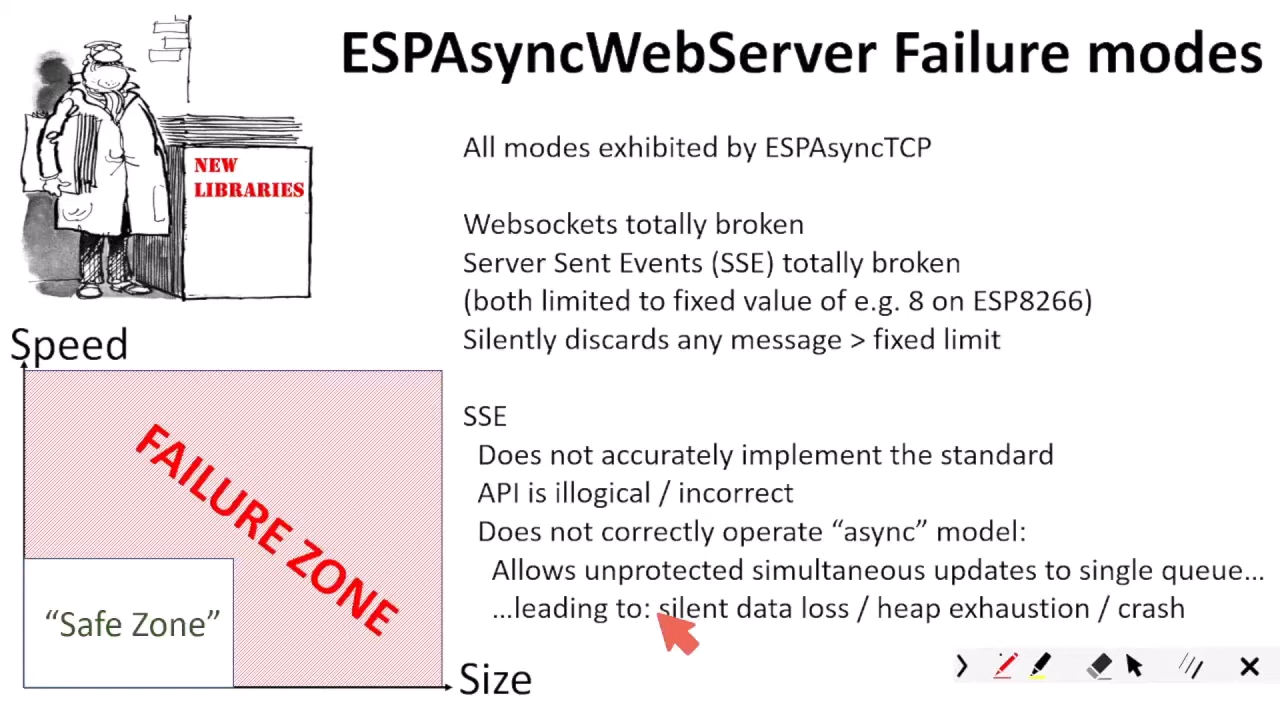 ESPAsyncWebServer Failure modes
NEW
LIBRARIES
All modes exhibited by ESPAsyncTCP
Websockets totally broken
Server Sent Events (SSE) totally broken
(both limited to fixed value of e.g. 8 on ESP8266)
Silently discards any message > fixed limit
SSE
Does not accurately implement the standard
API is illogical / incorrect
Does not correctly operate “async” model:
Allows unprotected simultaneous updates to single queue...
...leading to: silent data loss / heap exhaustion / crash
Speed
FAILURE ZONE
“Safe Zone”
Size